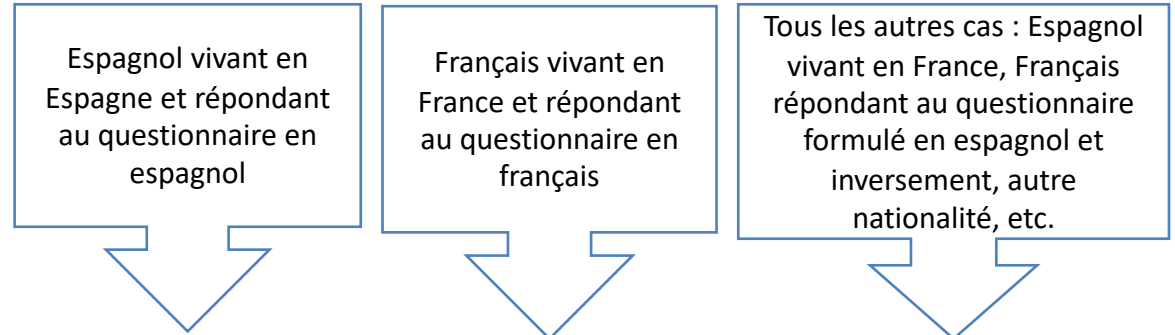 Espagnol vivant en
Espagne et répondant
au questionnaire en
espagnol
Français vivant en
France et répondant
au questionnaire en
français
Tous les autres cas : Espagnol
vivant en France, Français
répondant au questionnaire
formulé en espagnol et
inversement, autre
nationalité, etc.